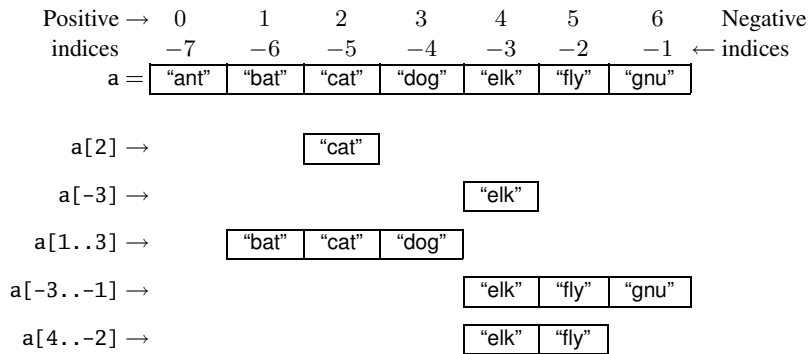 Positive → 0 1 2 3 4 5 6 Negative
indices −7 −6 −5 −4 −3 −2 −1 ← indices
a = “ant” “bat” “cat” “dog” “elk” “fly” “gnu”
a[2] → “cat”
a[-3] → “elk”
a[1..3] → “bat” “cat” “dog”
a[-3..-1] → “elk” “fly” “gnu”
a[4..-2] → “elk” “fly”